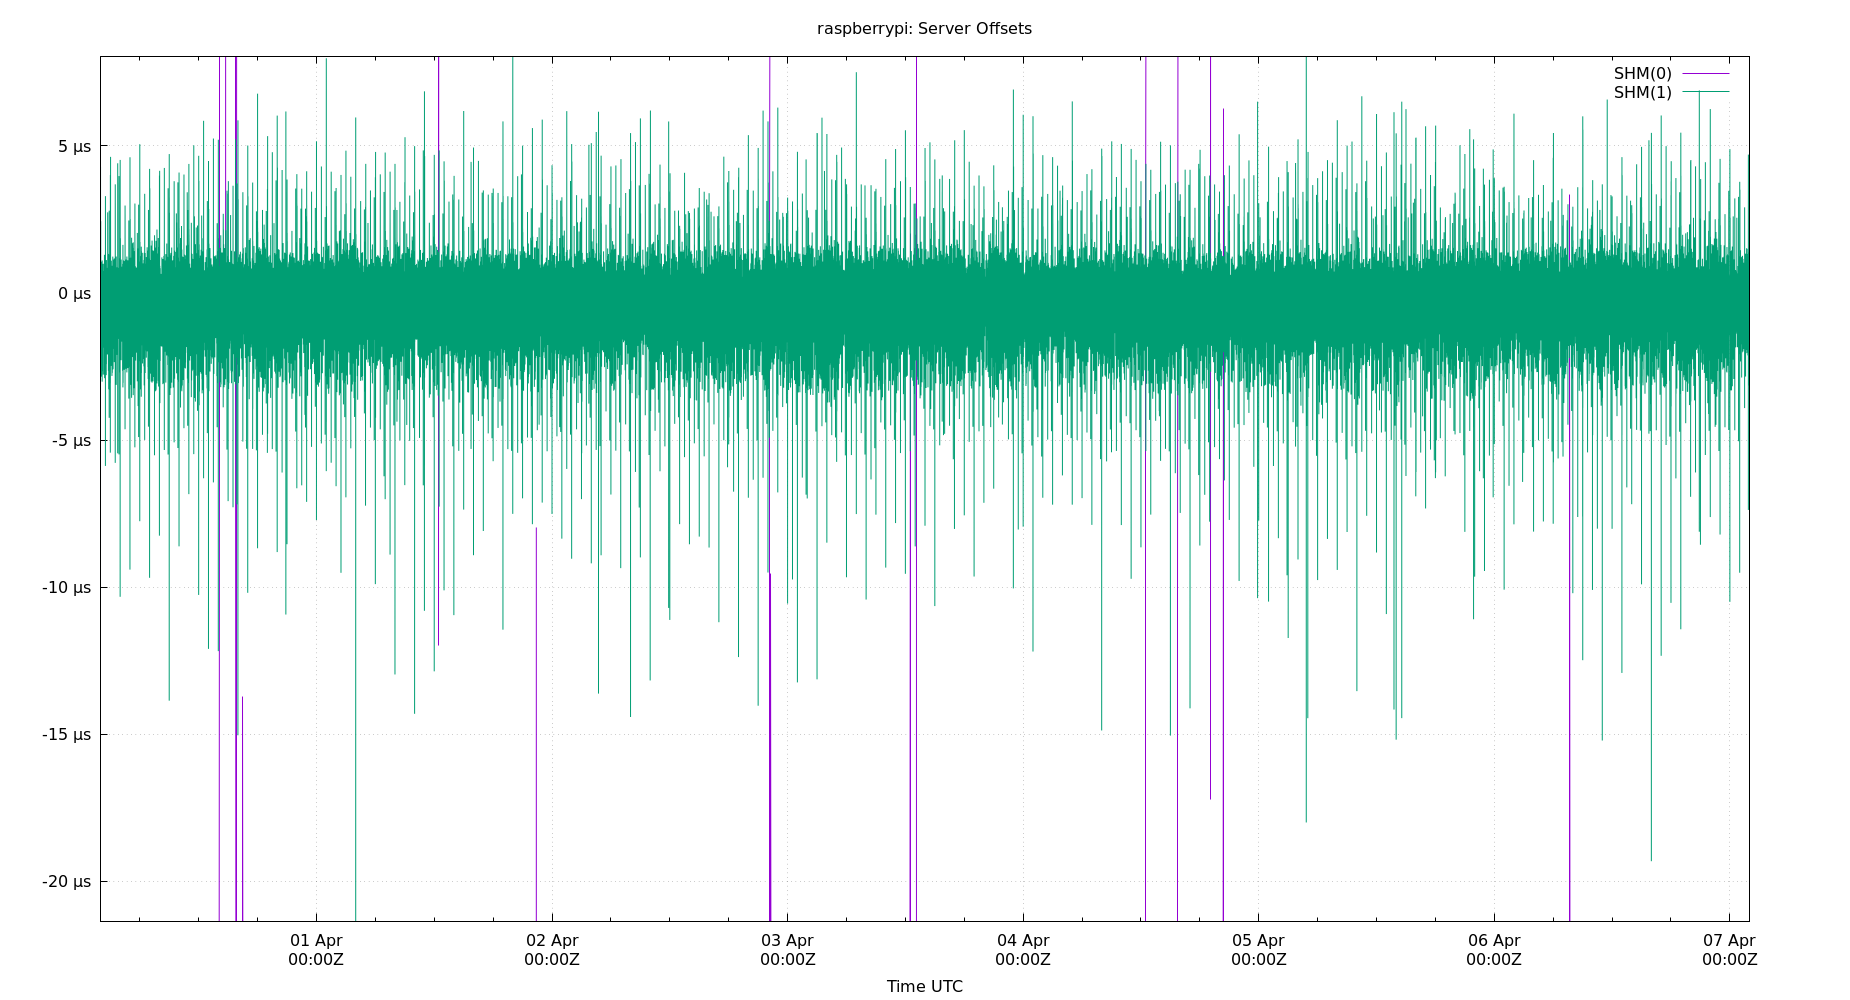 raspberrypi: Server Offsets
SHM(0)
SHM(1)
5 µs
0 µs
-5 µs
-10 µs
-15 µs
-20 µs
01 Apr 02 Apr 03 Apr 04 Apr 05 Apr 06 Apr 07 Apr
00:00Z 00:00Z 00:00Z 00:00Z 00:00Z 00:00Z 00:00Z
Time UTC